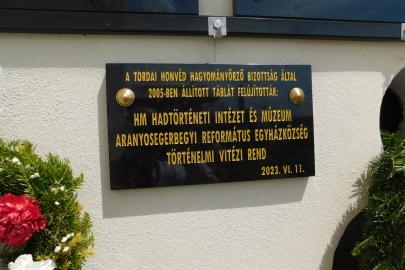 A TORDAI HONVÉD HAGYOMÁNYŐRZŐ BIZOTTSÁG ÁLTAL
2005-BEN ÁLLÍTOTT TÁBLÁT FELÚJÍTOTTÁK:
HM HADTÖRTÉNETI INTÉZET ÉS MÚZEUM
ARANYOSEGERBEGYI REFORMÁTUS EGYHÁZKÖZSÉG
TÖRTÉNELMI VITÉZI REND
2023. VI. 11.